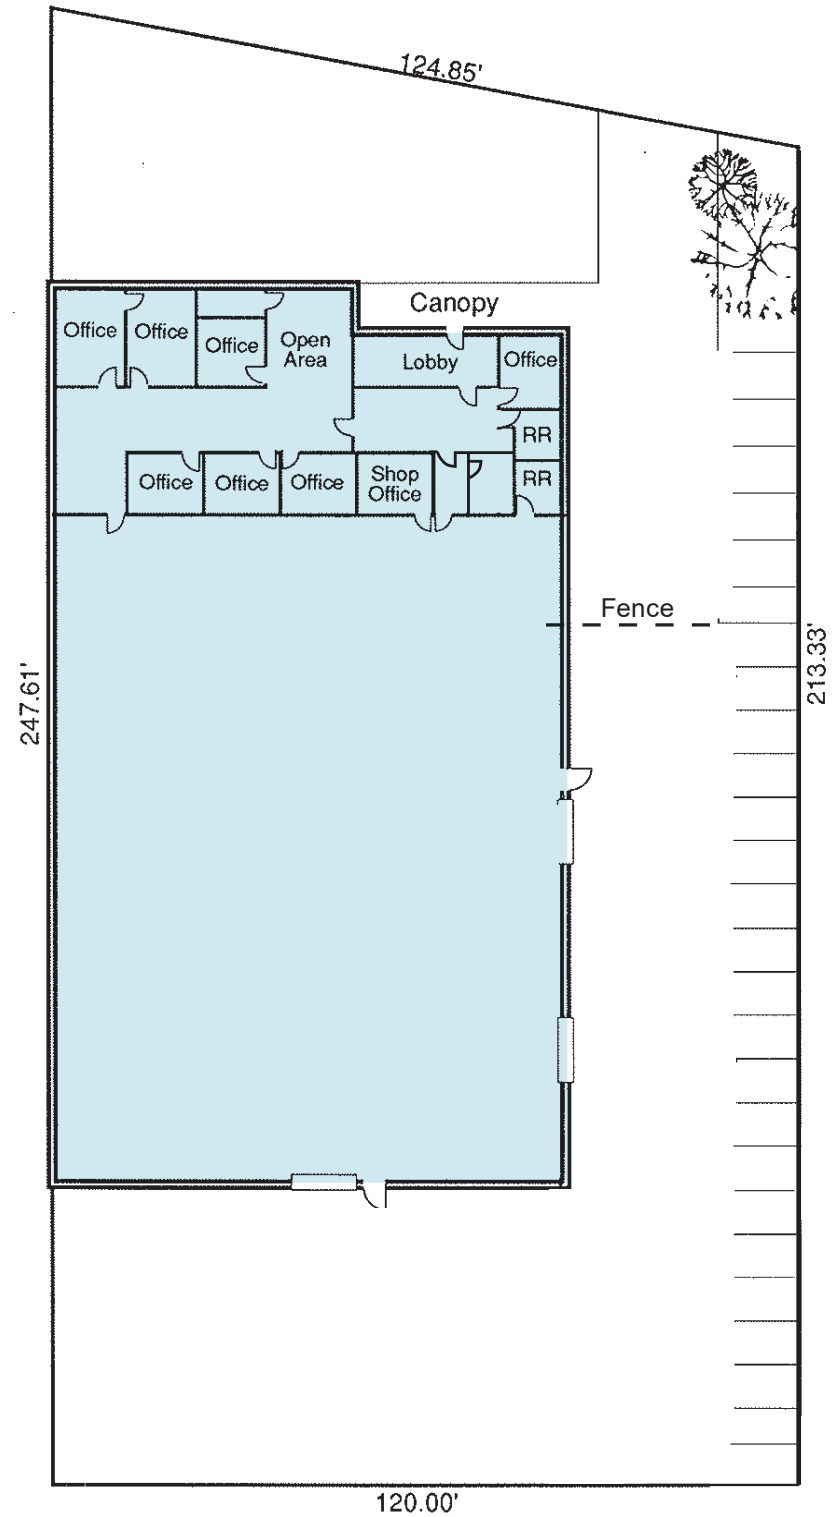 124.85'
Canopy
Office
Office
Office
Open
Area
Lobby
Office
RR
RR
Office
Office
Office
Shop
Office
Fence
247.61'
213.33'
120.00'